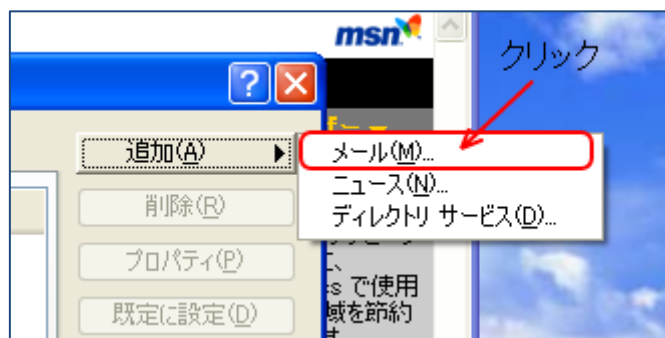 msn
クリック
追加(A)
メール(M)...
ニュース(N)...
ディレクトリ サービス(D)...
削除(R)
プロパティ(P)
既定に設定(D)
s で使用
域を節約